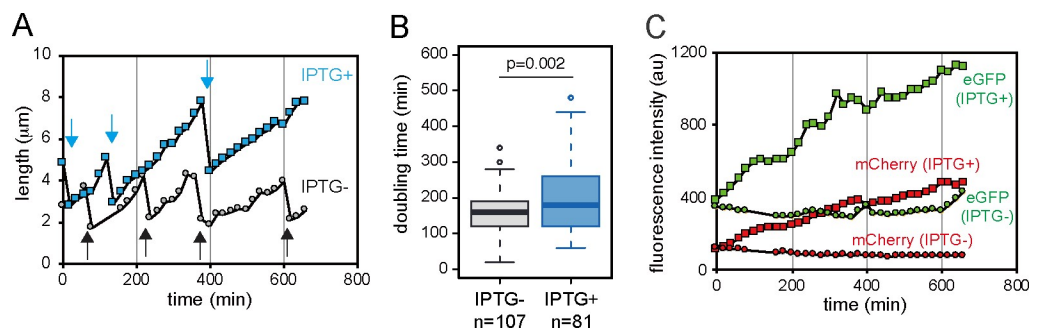 A
10
8
6
4
2
0
length (µm)
IPTG+
IPTG-
0
200
400
600
800
time (min)
B
600
500
400
300
200
100
0
doubling time (min)
p=0.002
IPTG-
n=107
IPTG+
n=81
C
1200
800
400
0
fluorescence intensity (au)
eGFP
(IPTG+)
mCherry (IPTG+)
eGFP
(IPTG-)
mCherry (IPTG-)
0
200
400
600
800
time (min)